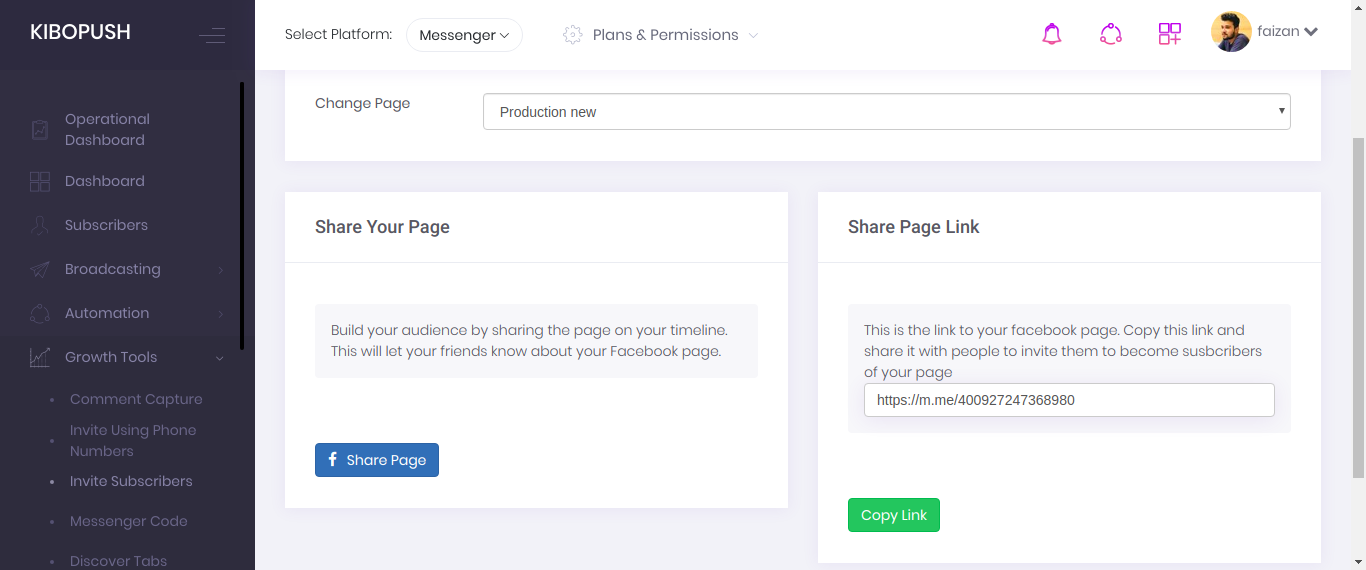 KIBOPUSH
Select Platform: Messenger Plans & Permissions faizan
Operational
Dashboard
Dashboard
Subscribers
Broadcasting
Automation
Growth Tools
Comment Capture
Invite Using Phone
Numbers
Invite Subscribers
Messenger Code
Discover Tabs
Change Page Production new
Share Your Page
Build your audience by sharing the page on your timeline.
This will let your friends know about your Facebook page.
Share Page
Share Page Link
This is the link to your facebook page. Copy this link and
share it with people to invite them to become susbcribers
of your page
https://m.me/400927247368980
Copy Link